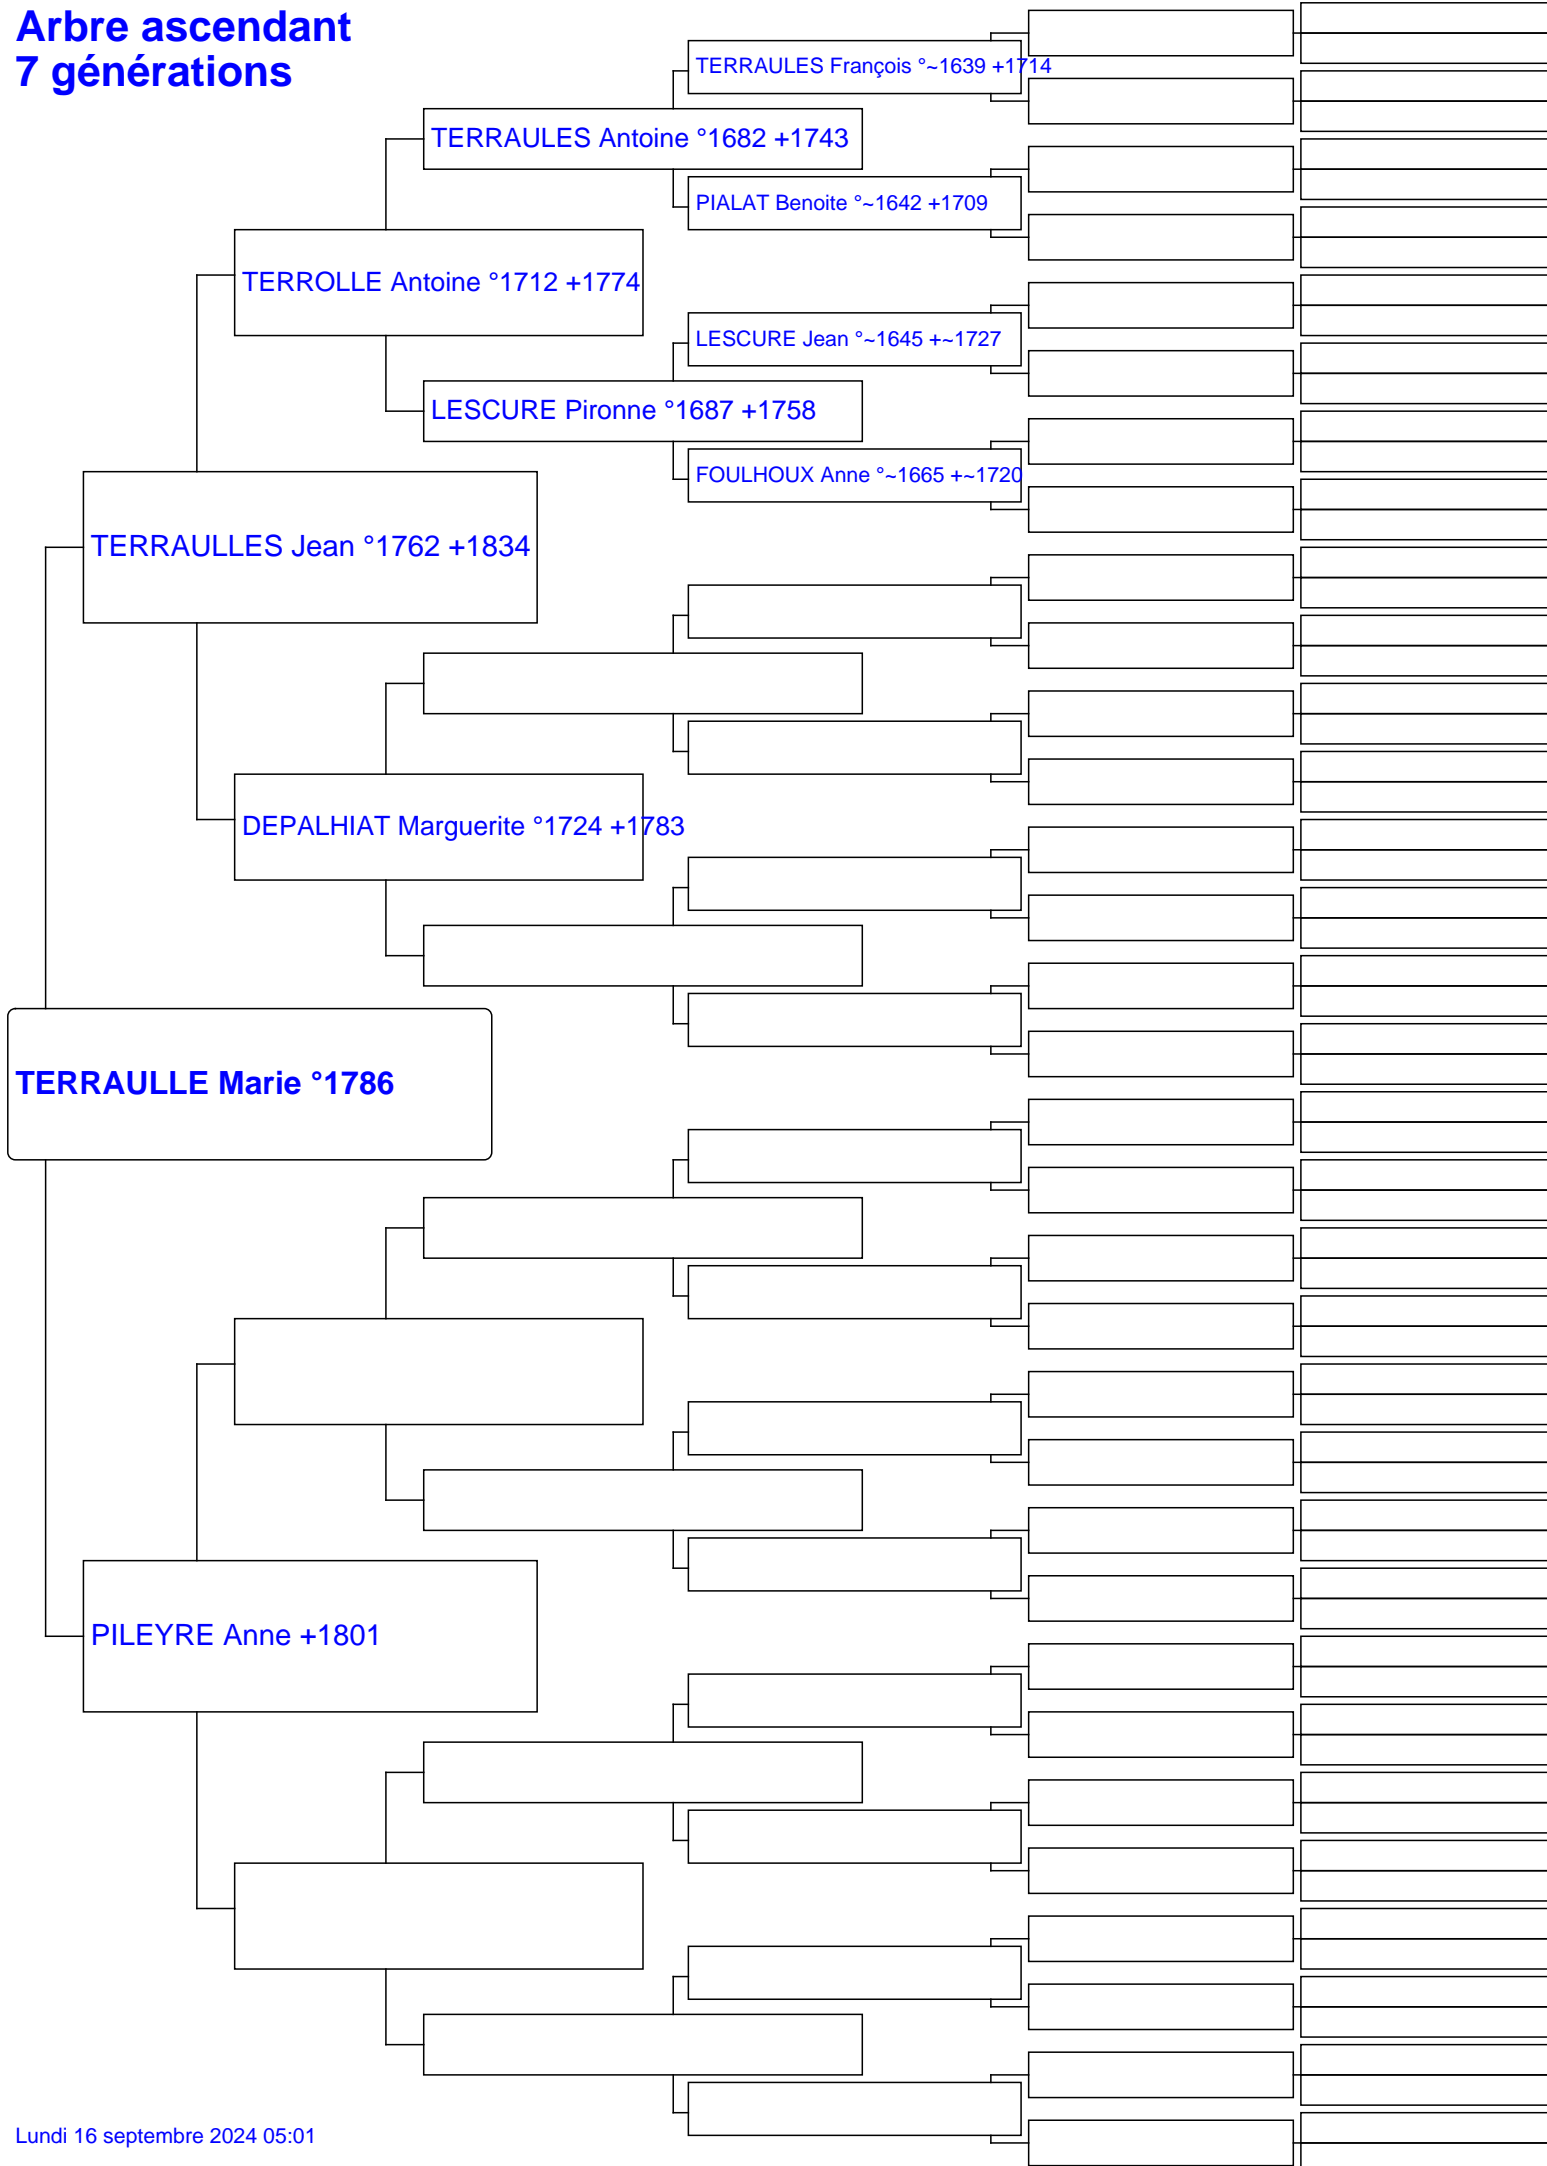 Arbre ascendant
7 générations
TERRAULES François °~1639 +1714
TERRAULES Antoine °1682 +1743
PIALAT Benoite °~1642 +1709
TERROLLE Antoine °1712 +1774
LESCURE Jean °~1645 +~1727
LESCURE Pironne °1687 +1758
FOULHOUX Anne °~1665 +~1720
TERRAULLES Jean °1762 +1834
DEPALHIAT Marguerite °1724 +1783
TERRAULLE Marie °1786
PILEYRE Anne +1801
Lundi 16 septembre 2024 05:01